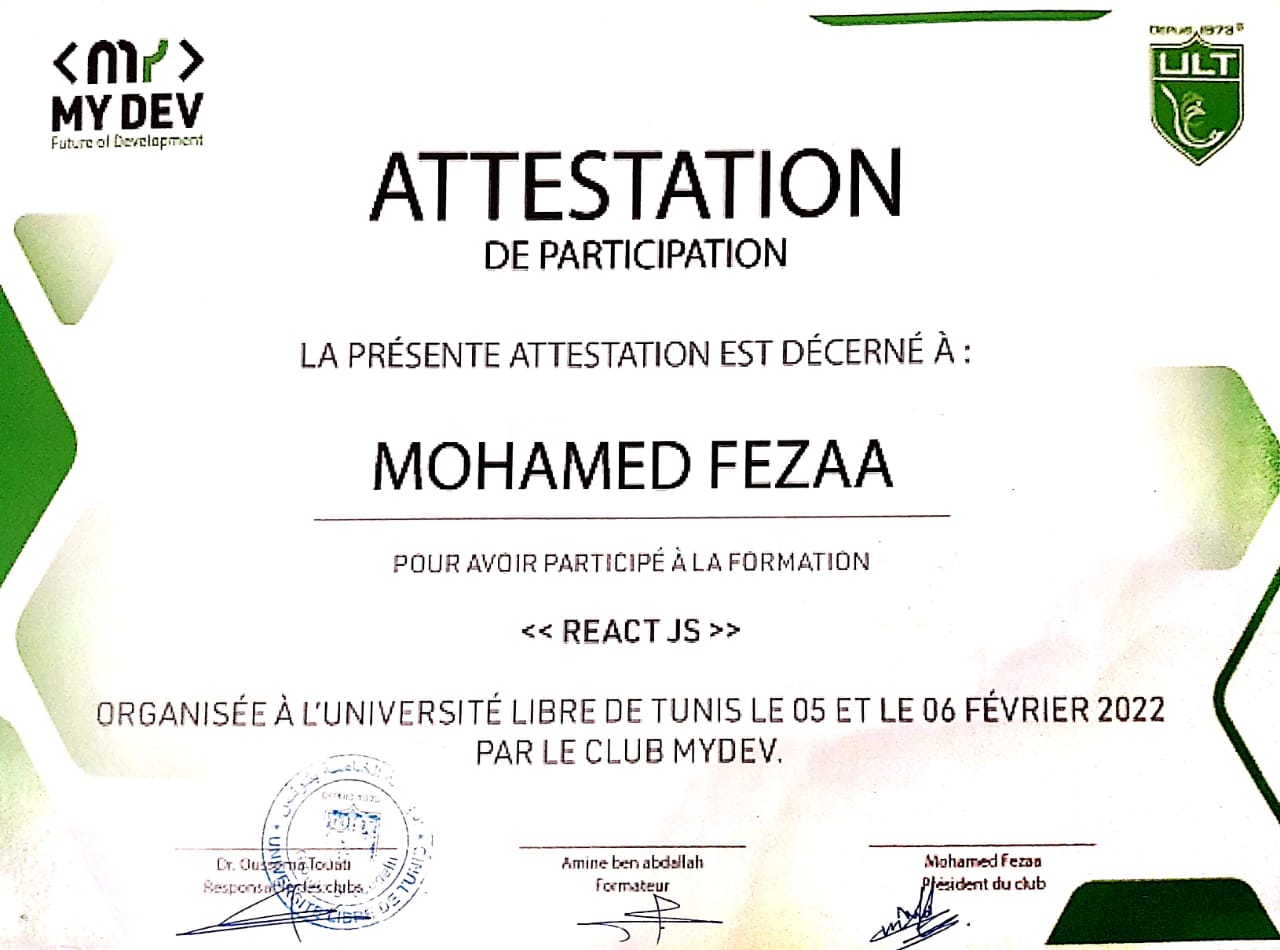 <my>
MY DEV
Future of Development
DEPUIS 1973
ULT
ATTESTATION
DE PARTICIPATION
LA PRÉSENTE ATTESTATION EST DÉCERNÉ À :
MOHAMED FEZAA
POUR AVOIR PARTICIPÉ À LA FORMATION
<< REACT JS >>
ORGANISÉE À L'UNIVERSITÉ LIBRE DE TUNIS LE 05 ET LE 06 FÉVRIER 2022
PAR LE CLUB MYDEV.
DEPUIS 1973
UNIVERSITÉ LIBRE DE TUNIS
Dr. Oussema Touati
Responsable des clubs
Amine ben abdallah
Formateur
Mohamed Fezaa
Président du club